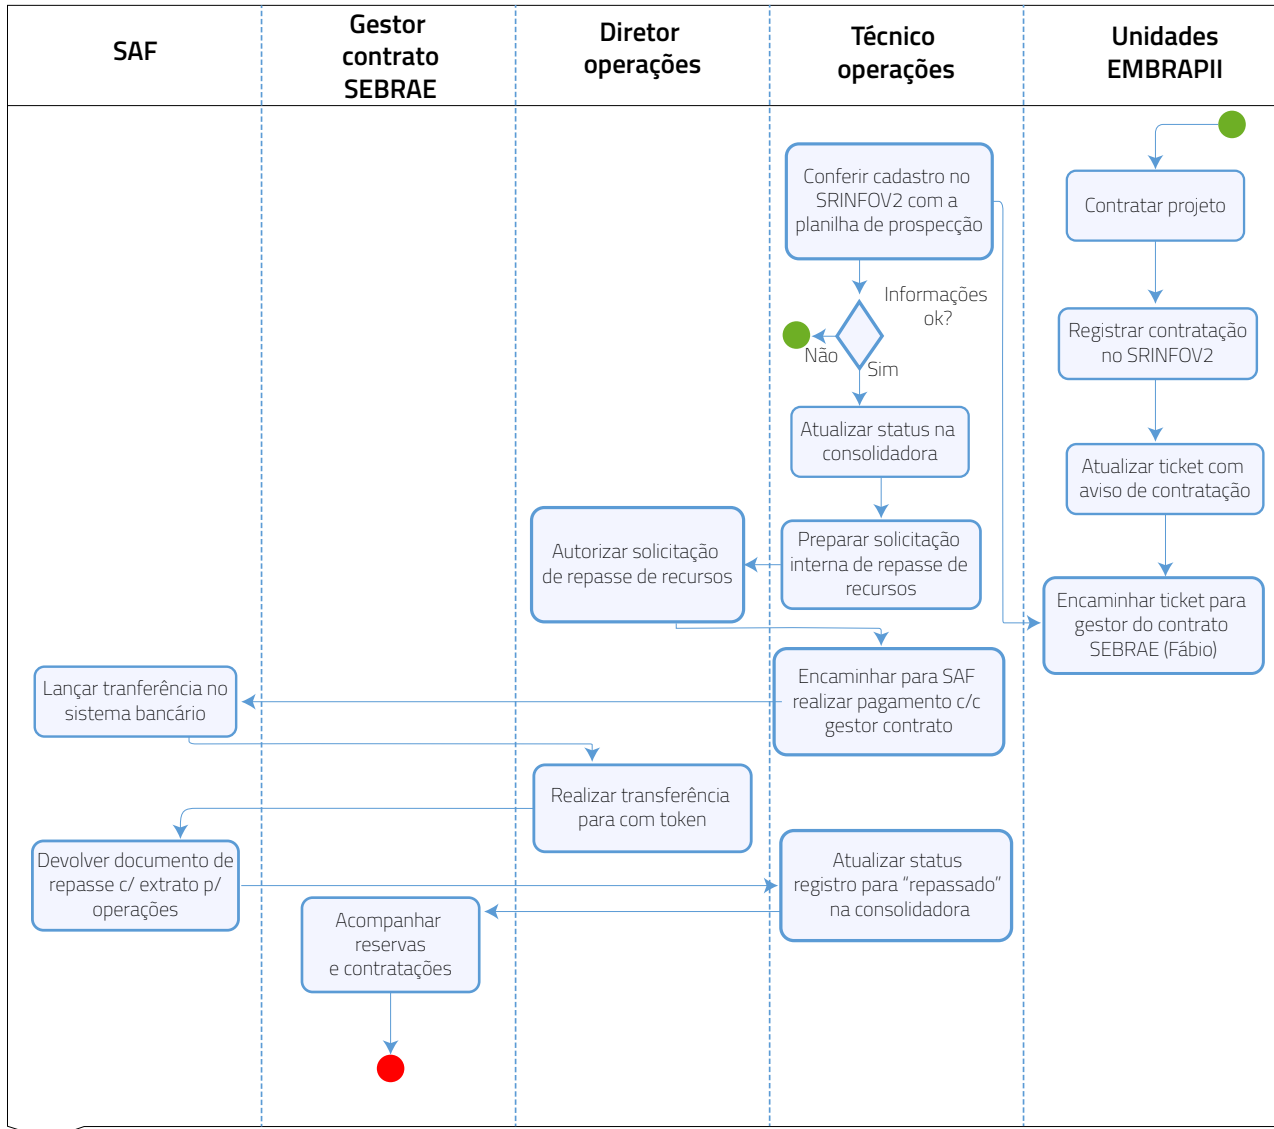 SAF
Gestor
contrato
SEBRAE
Diretor
operações
Técnico
operações
Unidades
EMBRAPII
Conferir cadastro no
SRINFOV2 com a
planilha de prospecção
Contratar projeto
Informações
ok?
Não
Sim
Registrar contratação
no SRINFOV2
Atualizar status na
consolidadora
Atualizar ticket com
aviso de contratação
Autorizar solicitação
de repasse de recursos
Preparar solicitação
interna de repasse de
recursos
Encaminhar ticket para
gestor do contrato
SEBRAE (Fábio)
Lançar tranferência no
sistema bancário
Encaminhar para SAF
realizar pagamento c/c
gestor contrato
Realizar transferência
para com token
Devolver documento de
repasse c/ extrato p/
operações
Atualizar status
registro para “repassado”
na consolidadora
Acompanhar
reservas
e contratações